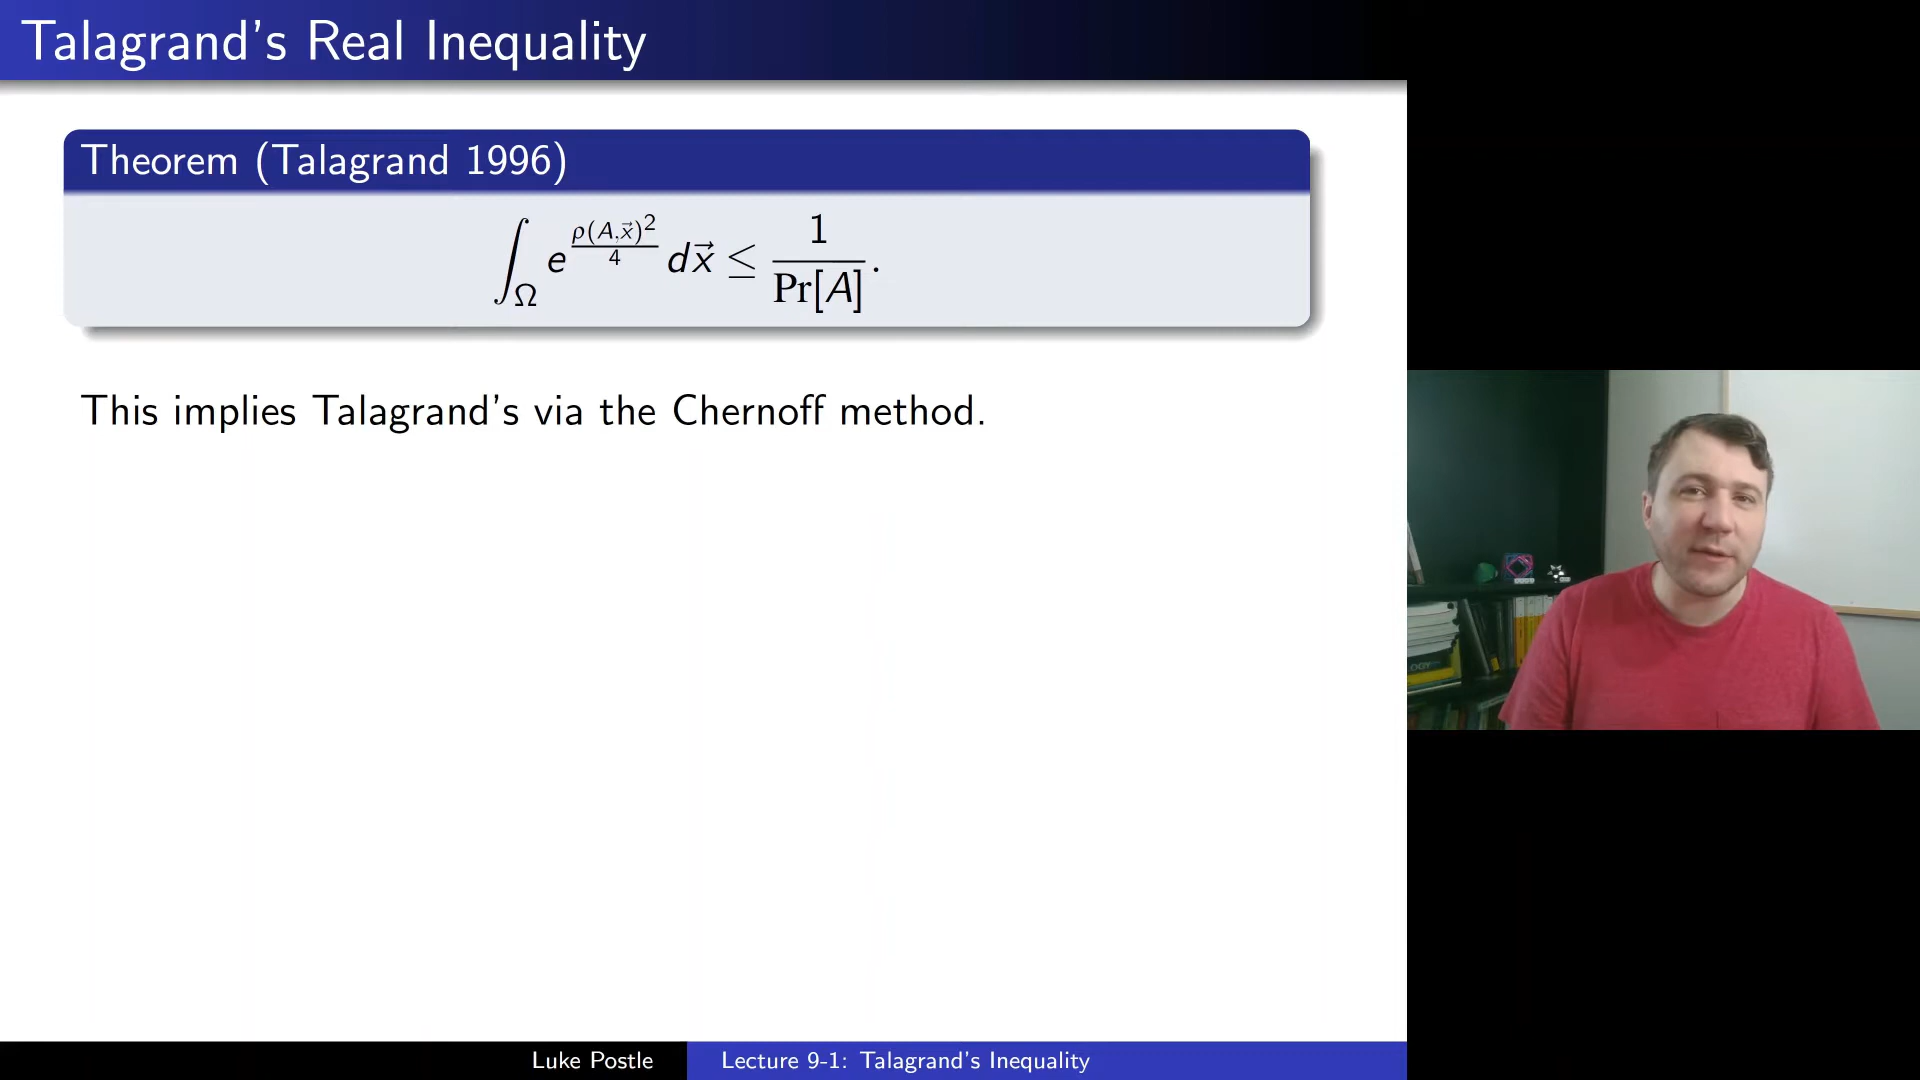 Talagrand's Real Inequality
Theorem (Talagrand 1996)
∫_Ω e^{ρ(A,x⃗)²/4} dx⃗ ≤ 1/Pr[A].
This implies Talagrand's via the Chernoff method.
OGY
Luke Postle
Lecture 9-1: Talagrand's Inequality